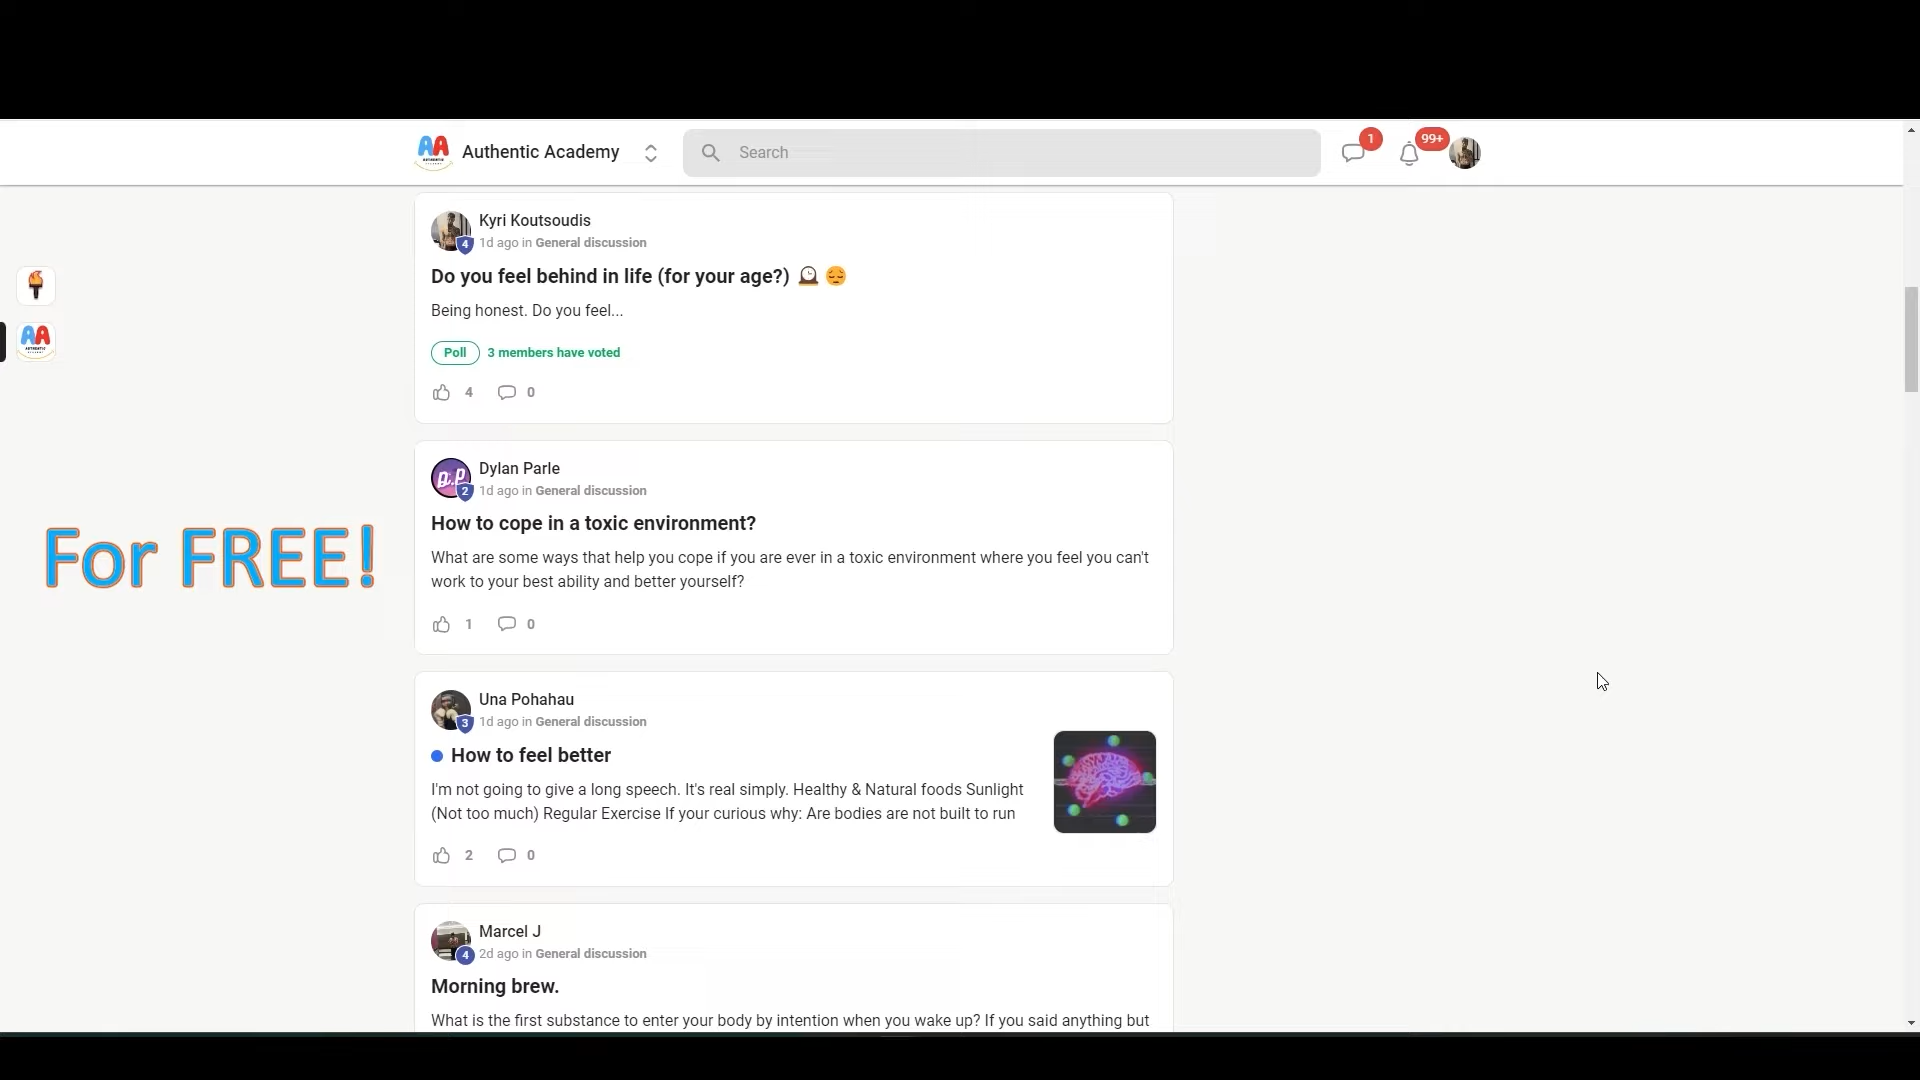 Authentic Academy
Search
1
99+
Kyri Koutsoudis
4
1d ago in General discussion
Do you feel behind in life (for your age?) 🕰️ 😔
Being honest. Do you feel...
Poll 3 members have voted
4 0
Dylan Parle
2
1d ago in General discussion
How to cope in a toxic environment?
What are some ways that help you cope if you are ever in a toxic environment where you feel you can't
work to your best ability and better yourself?
1 0
For FREE!
Una Pohahau
3
1d ago in General discussion
How to feel better
I'm not going to give a long speech. It's real simply. Healthy & Natural foods Sunlight
(Not too much) Regular Exercise If your curious why: Are bodies are not built to run
2 0
Marcel J
4
2d ago in General discussion
Morning brew.
What is the first substance to enter your body by intention when you wake up? If you said anything but